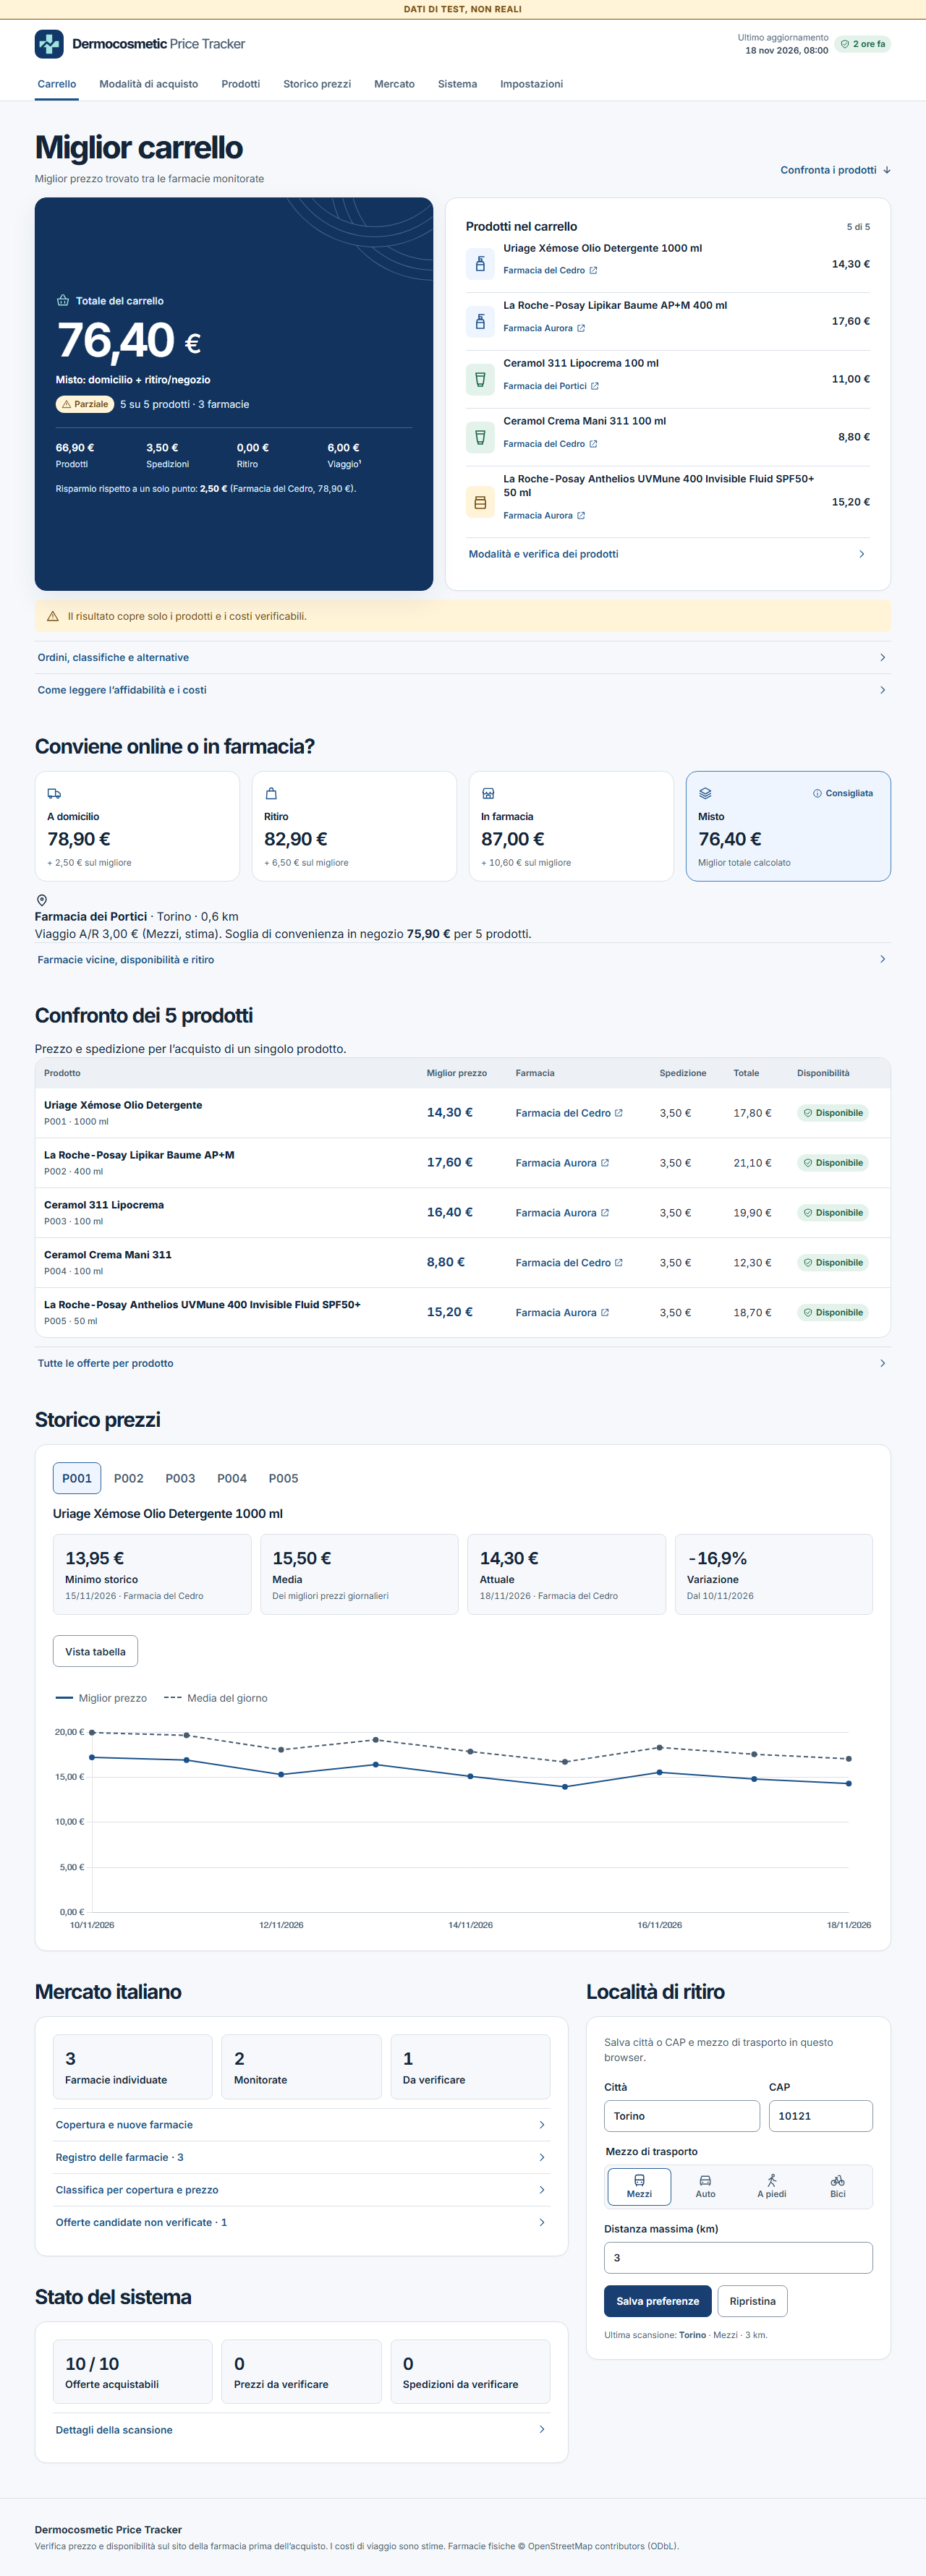 DATI DI TEST, NON REALI
Dermocosmetic Price Tracker
Ultimo aggiornamento
18 nov 2026, 08:00
2 ore fa
Carrello
Modalità di acquisto
Prodotti
Storico prezzi
Mercato
Sistema
Impostazioni
Miglior carrello
Miglior prezzo trovato tra le farmacie monitorate
Confronta i prodotti
Totale del carrello
76,40 €
Misto: domicilio + ritiro/negozio
Parziale
5 su 5 prodotti · 3 farmacie
66,90 €
Prodotti
3,50 €
Spedizioni
0,00 €
Ritiro
6,00 €
Viaggio¹
Risparmio rispetto a un solo punto: 2,50 € (Farmacia del Cedro, 78,90 €).
Prodotti nel carrello
5 di 5
Uriage Xémose Olio Detergente 1000 ml
Farmacia del Cedro
14,30 €
La Roche-Posay Lipikar Baume AP+M 400 ml
Farmacia Aurora
17,60 €
Ceramol 311 Lipocrema 100 ml
Farmacia dei Portici
11,00 €
Ceramol Crema Mani 311 100 ml
Farmacia del Cedro
8,80 €
La Roche-Posay Anthelios UVMune 400 Invisible Fluid SPF50+
50 ml
Farmacia Aurora
15,20 €
Modalità e verifica dei prodotti
Il risultato copre solo i prodotti e i costi verificabili.
Ordini, classifiche e alternative
Come leggere l'affidabilità e i costi
Conviene online o in farmacia?
A domicilio
78,90 €
+ 2,50 € sul migliore
Ritiro
82,90 €
+ 6,50 € sul migliore
In farmacia
87,00 €
+ 10,60 € sul migliore
Consigliata
Misto
76,40 €
Miglior totale calcolato
Farmacia dei Portici · Torino · 0,6 km
Viaggio A/R 3,00 € (Mezzi, stima). Soglia di convenienza in negozio 75,90 € per 5 prodotti.
Farmacie vicine, disponibilità e ritiro
Confronto dei 5 prodotti
Prezzo e spedizione per l'acquisto di un singolo prodotto.
Prodotto Miglior prezzo Farmacia Spedizione Totale Disponibilità
Uriage Xémose Olio Detergente
P001 · 1000 ml
14,30 € Farmacia del Cedro 3,50 € 17,80 € Disponibile
La Roche-Posay Lipikar Baume AP+M
P002 · 400 ml
17,60 € Farmacia Aurora 3,50 € 21,10 € Disponibile
Ceramol 311 Lipocrema
P003 · 100 ml
16,40 € Farmacia Aurora 3,50 € 19,90 € Disponibile
Ceramol Crema Mani 311
P004 · 100 ml
8,80 € Farmacia del Cedro 3,50 € 12,30 € Disponibile
La Roche-Posay Anthelios UVMune 400 Invisible Fluid SPF50+
P005 · 50 ml
15,20 € Farmacia Aurora 3,50 € 18,70 € Disponibile
Tutte le offerte per prodotto
Storico prezzi
P001 P002 P003 P004 P005
Uriage Xémose Olio Detergente 1000 ml
13,95 €
Minimo storico
15/11/2026 · Farmacia del Cedro
15,50 €
Media
Dei migliori prezzi giornalieri
14,30 €
Attuale
18/11/2026 · Farmacia del Cedro
-16,9%
Variazione
Dal 10/11/2026
Vista tabella
Miglior prezzo
Media del giorno
20,00 €
15,00 €
10,00 €
5,00 €
0,00 €
10/11/2026 12/11/2026 14/11/2026 16/11/2026 18/11/2026
Mercato italiano
3
Farmacie individuate
2
Monitorate
1
Da verificare
Copertura e nuove farmacie
Registro delle farmacie · 3
Classifica per copertura e prezzo
Offerte candidate non verificate · 1
Stato del sistema
10 / 10
Offerte acquistabili
0
Prezzi da verificare
0
Spedizioni da verificare
Dettagli della scansione
Località di ritiro
Salva città o CAP e mezzo di trasporto in questo
browser.
Città
Torino
CAP
10121
Mezzo di trasporto
Mezzi
Auto
A piedi
Bici
Distanza massima (km)
3
Salva preferenze
Ripristina
Ultima scansione: Torino · Mezzi · 3 km.
Dermocosmetic Price Tracker
Verifica prezzo e disponibilità sul sito della farmacia prima dell'acquisto. I costi di viaggio sono stime. Farmacie fisiche © OpenStreetMap contributors (ODbL).